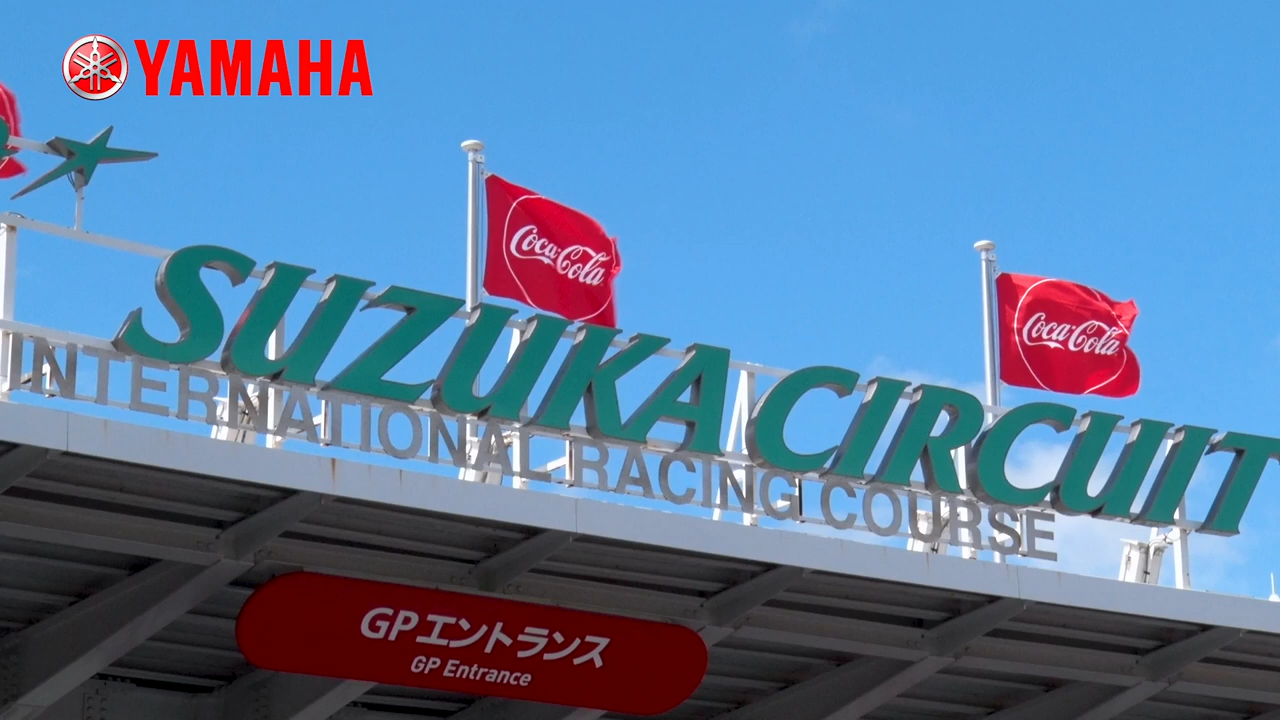 YAMAHA
Coca-Cola
Coca-Cola
SUZUKA CIRCUIT
INTERNATIONAL RACING COURSE
GPエントランス
GP Entrance